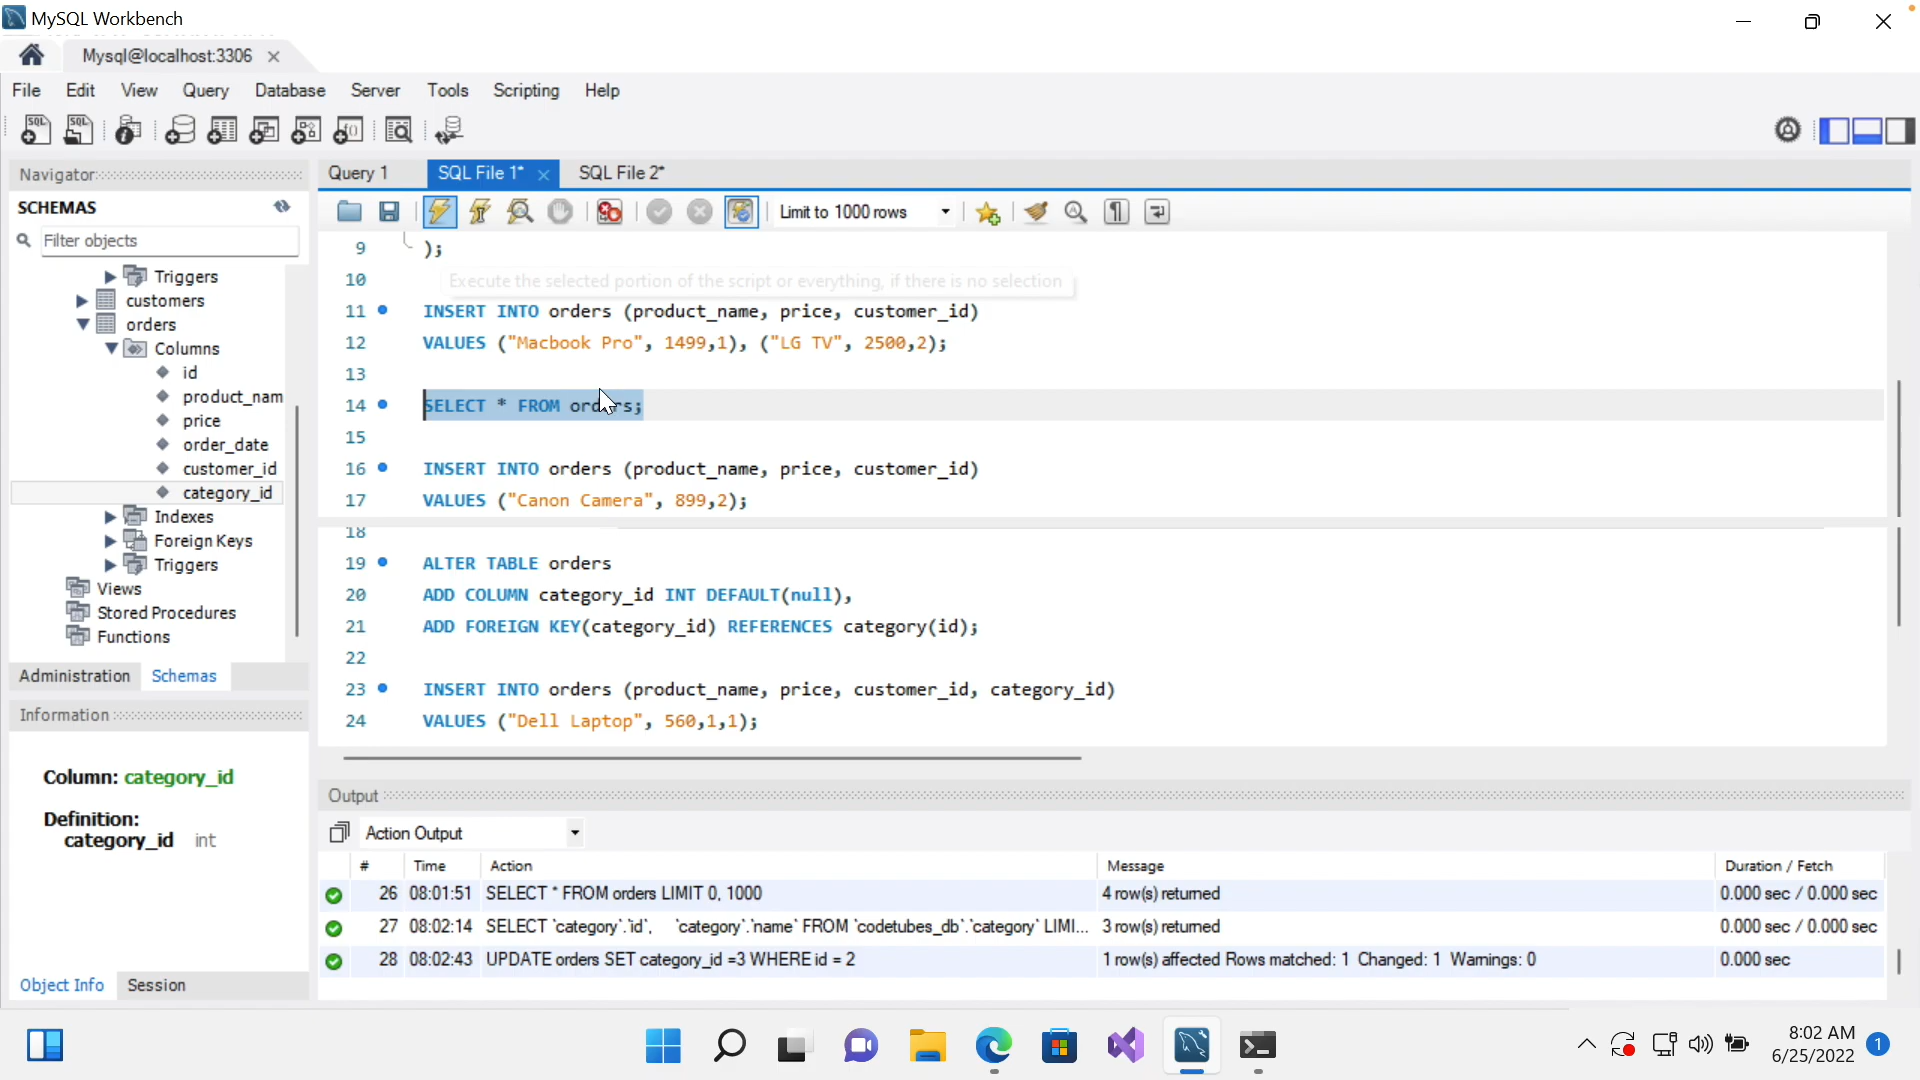 MySQL Workbench
Mysql@localhost:3306
File Edit View Query Database Server Tools Scripting Help
Navigator
SCHEMAS
Filter objects
Triggers
customers
orders
Columns
id
product_nam
price
order_date
customer_id
category_id
Indexes
Foreign Keys
Triggers
Views
Stored Procedures
Functions
Administration Schemas
Information
Column: category_id
Definition:
category_id int
Object Info Session
Query 1 SQL File 1* SQL File 2*
Limit to 1000 rows
9 );
10
Execute the selected portion of the script or everything, if there is no selection
11 INSERT INTO orders (product_name, price, customer_id)
12 VALUES ("Macbook Pro", 1499,1), ("LG TV", 2500,2);
13
14 SELECT * FROM orders;
15
16 INSERT INTO orders (product_name, price, customer_id)
17 VALUES ("Canon Camera", 899,2);
18
19 ALTER TABLE orders
20 ADD COLUMN category_id INT DEFAULT(null),
21 ADD FOREIGN KEY(category_id) REFERENCES category(id);
22
23 INSERT INTO orders (product_name, price, customer_id, category_id)
24 VALUES ("Dell Laptop", 560,1,1);
Output
Action Output
# Time Action Message Duration / Fetch
26 08:01:51 SELECT * FROM orders LIMIT 0, 1000 4 row(s) returned 0.000 sec / 0.000 sec
27 08:02:14 SELECT `category`.`id`, `category`.`name` FROM `codetubes_db`.`category` LIMI... 3 row(s) returned 0.000 sec / 0.000 sec
28 08:02:43 UPDATE orders SET category_id =3 WHERE id = 2 1 row(s) affected Rows matched: 1 Changed: 1 Warnings: 0 0.000 sec
8:02 AM
6/25/2022
1